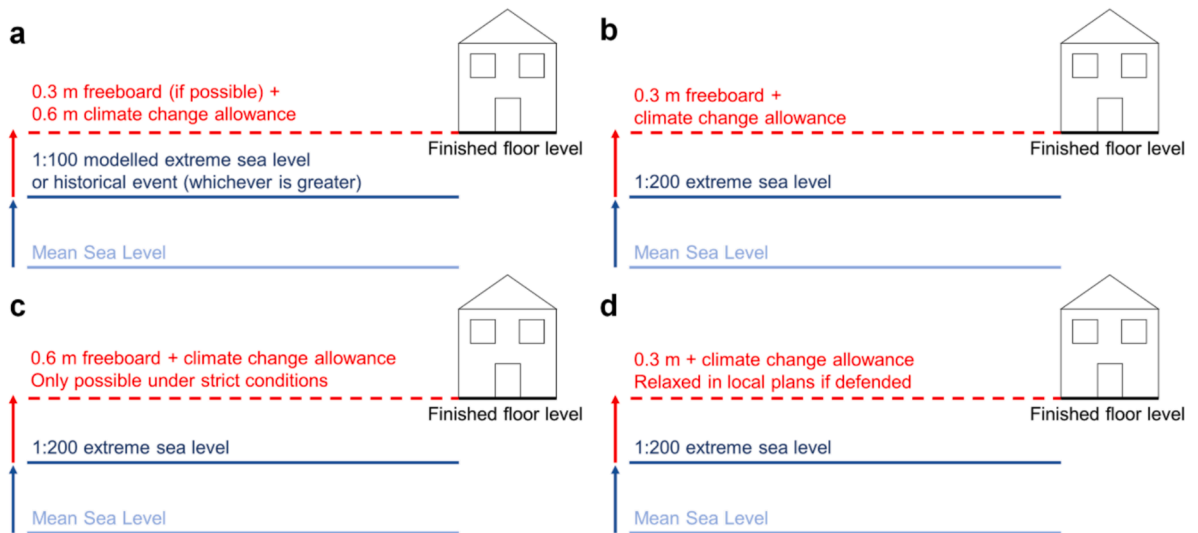 a
0.3 m freeboard (if possible) +
0.6 m climate change allowance
Finished floor level
1:100 modelled extreme sea level
or historical event (whichever is greater)
Mean Sea Level
b
0.3 m freeboard +
climate change allowance
Finished floor level
1:200 extreme sea level
Mean Sea Level
c
0.6 m freeboard + climate change allowance
Only possible under strict conditions
Finished floor level
1:200 extreme sea level
Mean Sea Level
d
0.3 m + climate change allowance
Relaxed in local plans if defended
Finished floor level
1:200 extreme sea level
Mean Sea Level